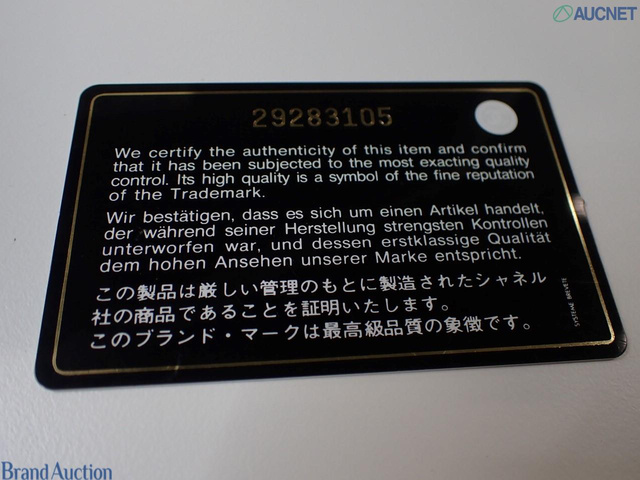 AUCNET
29283105
We certify the authenticity of this item and confirm
that it has been subjected to the most exacting quality
control. Its high quality is a symbol of the fine reputation
of the Trademark.
Wir bestätigen, dass es sich um einen Artikel handelt,
der während seiner Herstellung strengsten Kontrollen
unterworfen war, und dessen erstklassige Qualität
dem hohen Ansehen unserer Marke entspricht.
この製品は厳しい管理のもとに製造されたシャネル
社の商品であることを証明いたします。
このブランド・マークは最高級品質の象徴です。
SYSTEME BREVETE
Brand Auction